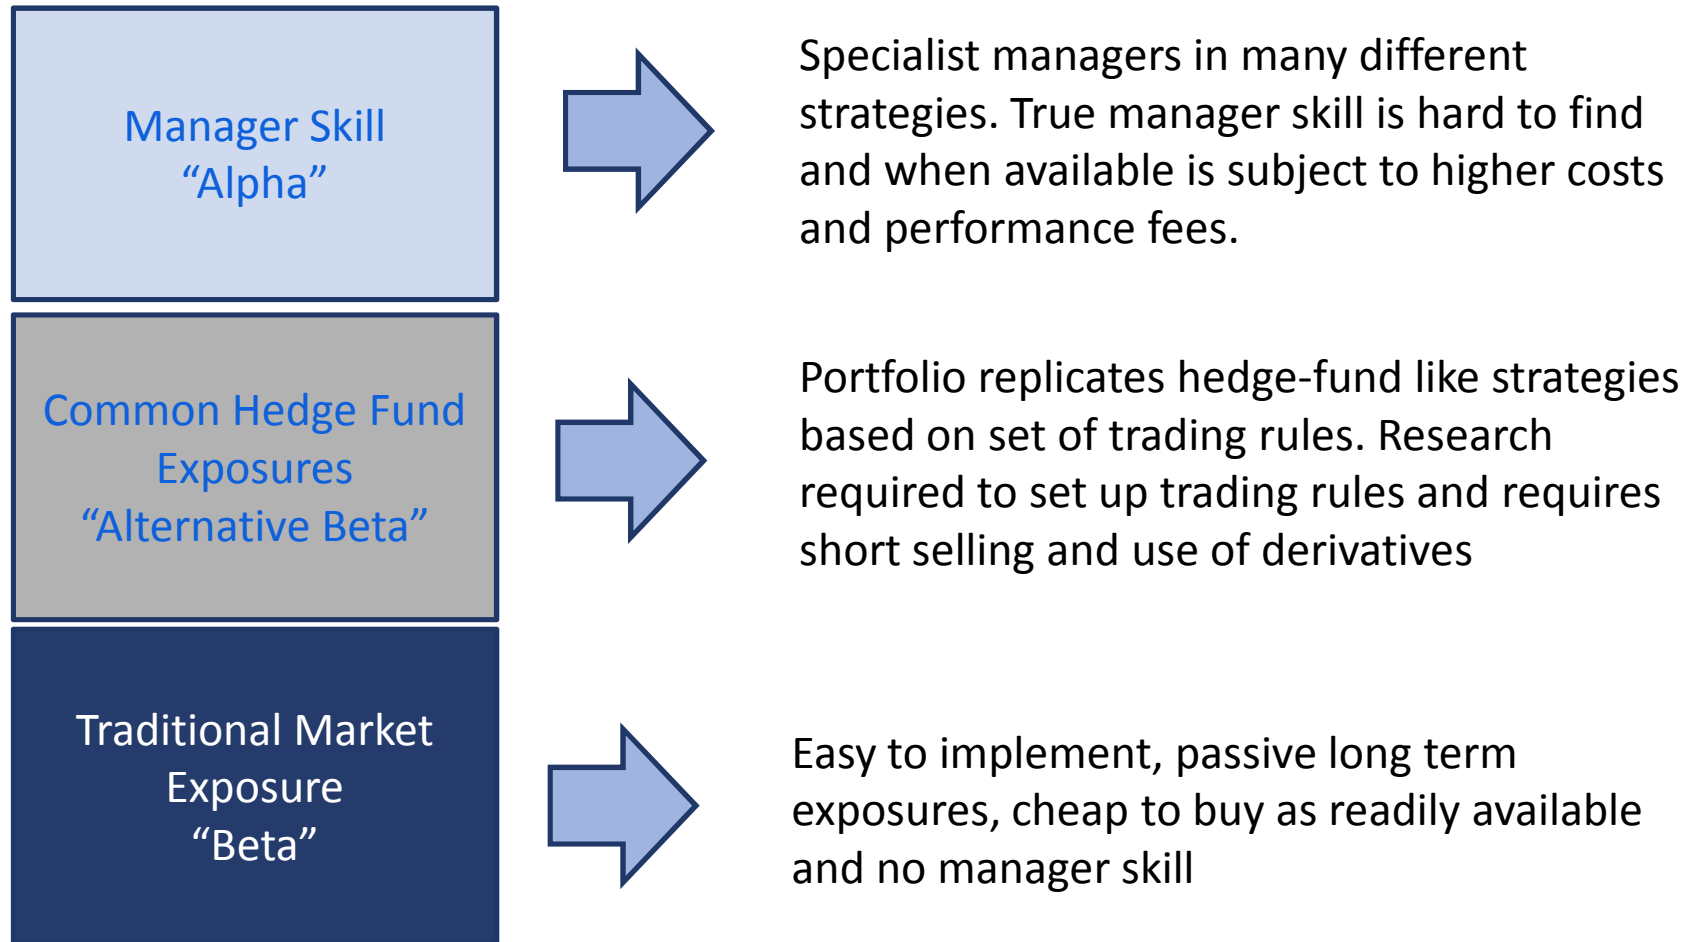 Manager Skill
“Alpha”
Specialist managers in many different
strategies. True manager skill is hard to find
and when available is subject to higher costs
and performance fees.
Common Hedge Fund
Exposures
“Alternative Beta”
Portfolio replicates hedge-fund like strategies
based on set of trading rules. Research
required to set up trading rules and requires
short selling and use of derivatives
Traditional Market
Exposure
“Beta”
Easy to implement, passive long term
exposures, cheap to buy as readily available
and no manager skill